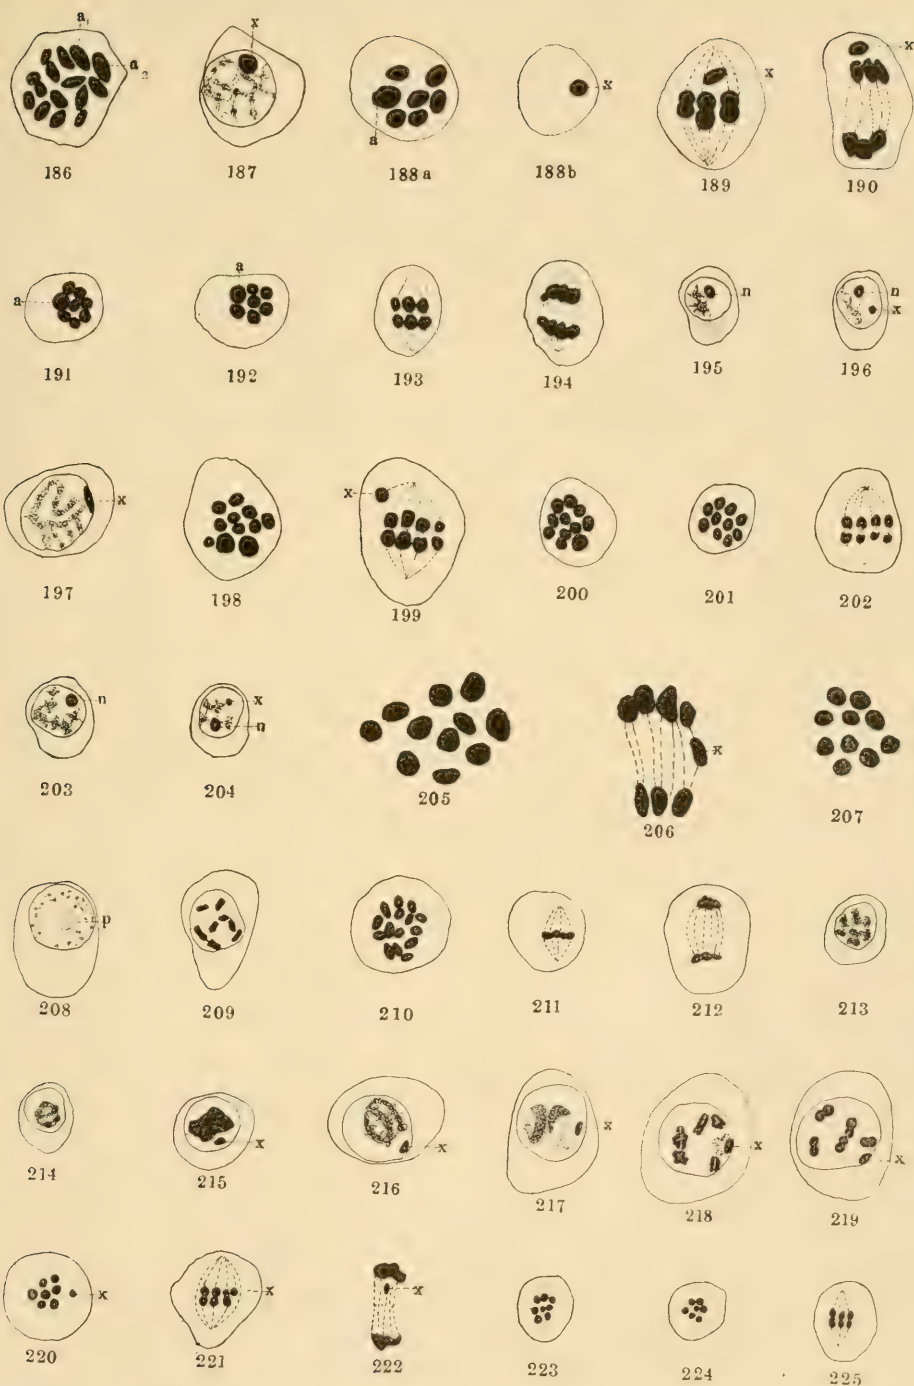 a1 x x x
a2
a
186 187 188a 188b 189 190
a a n n
x
191 192 193 194 195 196
x x
197 198 199 200 201 202
n x
n
x
203 204 205 206 207
p
208 209 210 211 212 213
x x x x x
214 215 216 217 218 219
x x x
220 221 222 223 224 225